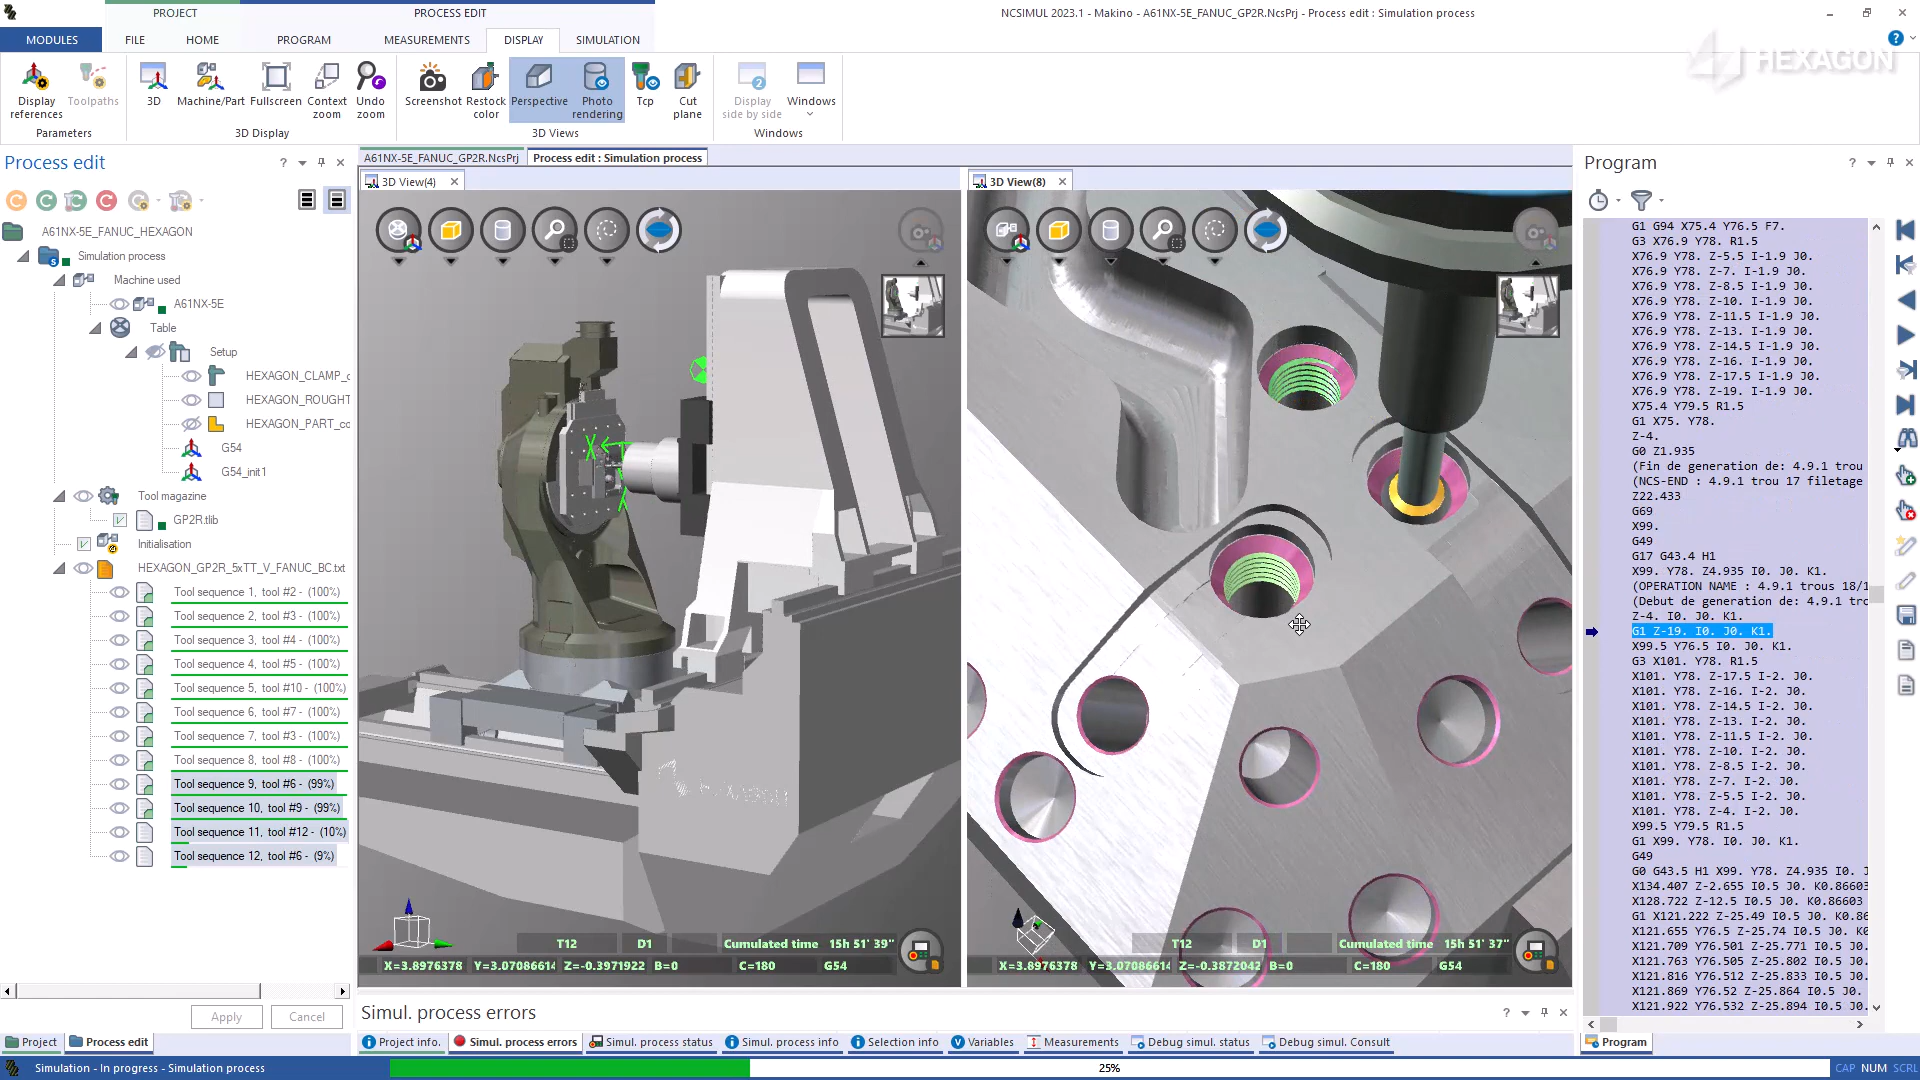 PROJECT
PROCESS EDIT
NCSIMUL 2023.1 - Makino - A61NX-5E_FANUC_GP2R.NcsPrj - Process edit : Simulation process
MODULES
FILE
HOME
PROGRAM
MEASUREMENTS
DISPLAY
SIMULATION
HEXAGON
Display references
Toolpaths
3D
Machine/Part
Fullscreen
Context zoom
Undo zoom
Screenshot
Restock color
Perspective
Photo rendering
Tcp
Cut plane
Display side by side
Windows
Parameters
3D Display
3D Views
Windows
Process edit
A61NX-5E_FANUC_GP2R.NcsPrj
Process edit : Simulation process
Program
3D View(4)
3D View(8)
A61NX-5E_FANUC_HEXAGON
Simulation process
Machine used
A61NX-5E
Table
Setup
HEXAGON_CLAMP_c
HEXAGON_ROUGHT
HEXAGON_PART_co
G54
G54_init1
Tool magazine
GP2R.tlib
Initialisation
HEXAGON_GP2R_5xTT_V_FANUC_BC.txt
Tool sequence 1, tool #2 - (100%)
Tool sequence 2, tool #3 - (100%)
Tool sequence 3, tool #4 - (100%)
Tool sequence 4, tool #5 - (100%)
Tool sequence 5, tool #10 - (100%)
Tool sequence 6, tool #7 - (100%)
Tool sequence 7, tool #3 - (100%)
Tool sequence 8, tool #8 - (100%)
Tool sequence 9, tool #6 - (99%)
Tool sequence 10, tool #9 - (99%)
Tool sequence 11, tool #12 - (10%)
Tool sequence 12, tool #6 - (9%)
Apply
Cancel
T12 D1 Cumulated time 15h 51' 39"
X=3.8976378 Y=3.07086614 Z=-0.3971922 B=0 C=180 G54
T12 D1 Cumulated time 15h 51' 37"
X=3.8976378 Y=3.07086614 Z=-0.3872042 B=0 C=180 G54
G1 G94 X75.4 Y76.5 F7.
G3 X76.9 Y78. R1.5
X76.9 Y78. Z-5.5 I-1.9 J0.
X76.9 Y78. Z-7. I-1.9 J0.
X76.9 Y78. Z-8.5 I-1.9 J0.
X76.9 Y78. Z-10. I-1.9 J0.
X76.9 Y78. Z-11.5 I-1.9 J0.
X76.9 Y78. Z-13. I-1.9 J0.
X76.9 Y78. Z-14.5 I-1.9 J0.
X76.9 Y78. Z-16. I-1.9 J0.
X76.9 Y78. Z-17.5 I-1.9 J0.
X76.9 Y78. Z-19. I-1.9 J0.
X75.4 Y79.5 R1.5
G1 X75. Y78.
Z-4.
G0 Z1.935
(Fin de generation de: 4.9.1 trou
(NCS-END : 4.9.1 trou 17 filetage
Z22.433
G69
X99.
G49
G17 G43.4 H1
X99. Y78. Z4.935 I0. J0. K1.
(OPERATION NAME : 4.9.1 trous 18/1
(Debut de generation de: 4.9.1 tro
Z-4. I0. J0. K1.
G1 Z-19. I0. J0. K1.
X99.5 Y76.5 I0. J0. K1.
G3 X101. Y78. R1.5
X101. Y78. Z-17.5 I-2. J0.
X101. Y78. Z-16. I-2. J0.
X101. Y78. Z-14.5 I-2. J0.
X101. Y78. Z-13. I-2. J0.
X101. Y78. Z-11.5 I-2. J0.
X101. Y78. Z-10. I-2. J0.
X101. Y78. Z-8.5 I-2. J0.
X101. Y78. Z-7. I-2. J0.
X101. Y78. Z-5.5 I-2. J0.
X101. Y78. Z-4. I-2. J0.
X99.5 Y79.5 R1.5
G1 X99. Y78. I0. J0. K1.
G49
G0 G43.5 H1 X99. Y78. Z4.935 I0. J
X134.407 Z-2.655 I0.5 J0. K0.86603
X128.722 Z-12.5 I0.5 J0. K0.86603
G1 X121.222 Z-25.49 I0.5 J0. K0.86
X121.655 Y76.5 Z-25.74 I0.5 J0. K0
X121.709 Y76.501 Z-25.771 I0.5 J0.
X121.763 Y76.505 Z-25.802 I0.5 J0.
X121.816 Y76.512 Z-25.833 I0.5 J0.
X121.869 Y76.52 Z-25.864 I0.5 J0.
X121.922 Y76.532 Z-25.894 I0.5 J0.
Simul. process errors
Project
Process edit
Project info.
Simul. process errors
Simul. process status
Simul. process info
Selection info
Variables
Measurements
Debug simul. status
Debug simul. Consult
Program
Simulation - In progress - Simulation process
25%
CAP NUM SCRL